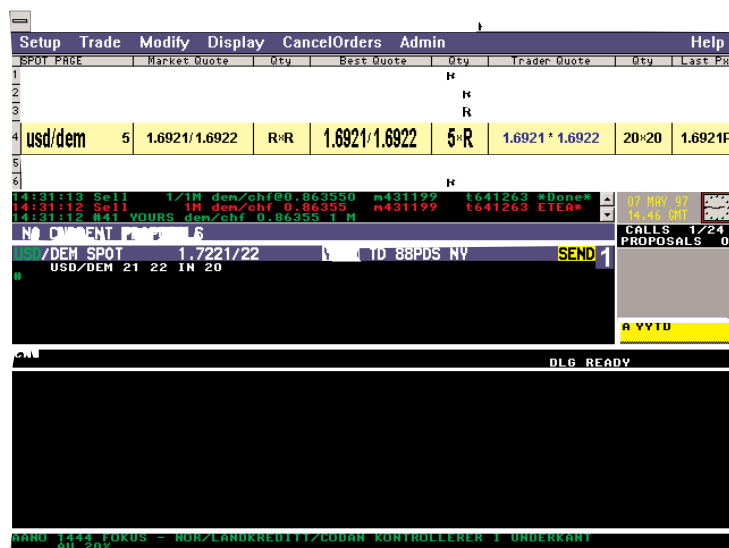 Setup Trade Modify Display CancelOrders Admin Help
SPOT PAGE Market Quote Qty Best Quote Qty Trader Quote Qty Last Px
1 R
2 R
3 R
4 usd/dem 5 1.6921/1.6922 R×R 1.6921/1.6922 5×R 1.6921 * 1.6922 20×20 1.6921P
5
6 R
14:31:13 Sell 1/1M dem/chf@0.863550 m431199 t641263 *Done*
14:31:12 Sell 1M dem/chf 0.86355 m431199 t641263 ETEA*
14:31:12 #41 YOURS dem/chf 0.86355 1 M
07 MAY 97
14.46 GMT
NO CURRENT
CALLS 1/24
PROPOSALS 0
USD/DEM SPOT 1.7221/22 TD 88PDS NY SEND 1
USD/DEM 21 22 IN 20
#
A YYTD
DLG READY
AANO 1444 FOKUS - NOR/LANDKREDITT/CODAN KONTROLLERER I UNDERKANT
AU 20%